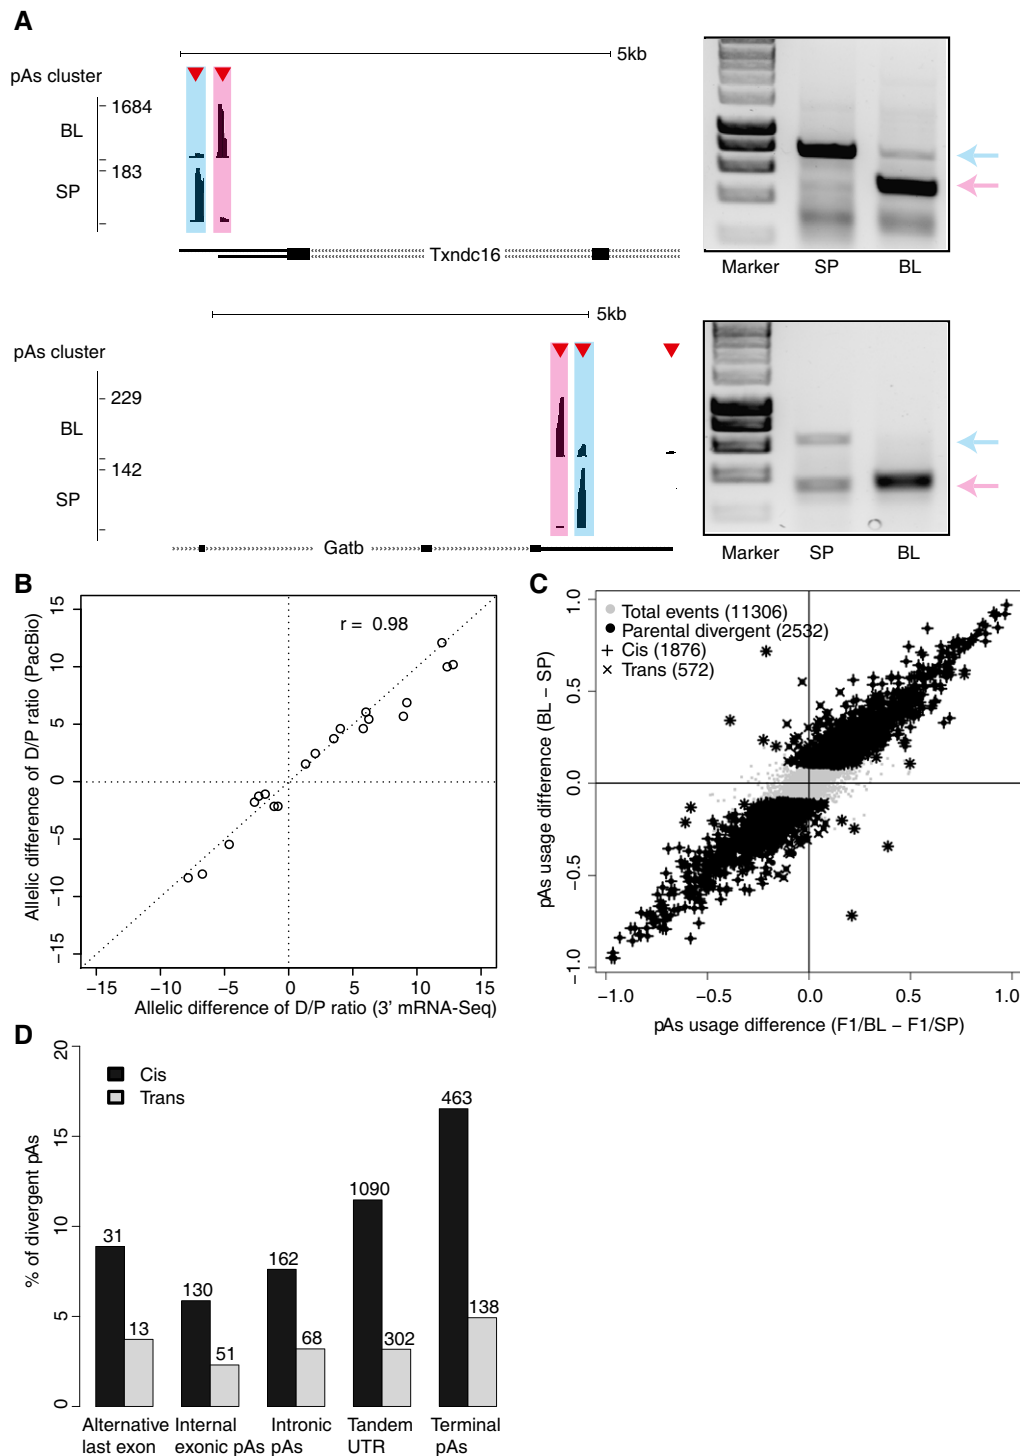 A
5kb
pAs cluster
1684
BL
183
SP
Txndc16
Marker SP BL
5kb
pAs cluster
229
BL
142
SP
Gatb
Marker SP BL
B
r = 0.98
15
10
5
0
−5
−10
−15
−15 −10 −5 0 5 10 15
Allelic difference of D/P ratio (PacBio)
Allelic difference of D/P ratio (3' mRNA-Seq)
C
Total events (11306)
Parental divergent (2532)
Cis (1876)
Trans (572)
1.0
0.5
0.0
−0.5
−1.0
−1.0 −0.5 0.0 0.5 1.0
pAs usage difference (BL − SP)
pAs usage difference (F1/BL − F1/SP)
D
Cis
Trans
20
15
10
5
0
% of divergent pAs
31
13
130
51
162
68
1090
302
463
138
Alternative last exon
Internal exonic pAs
Intronic pAs
Tandem UTR
Terminal pAs